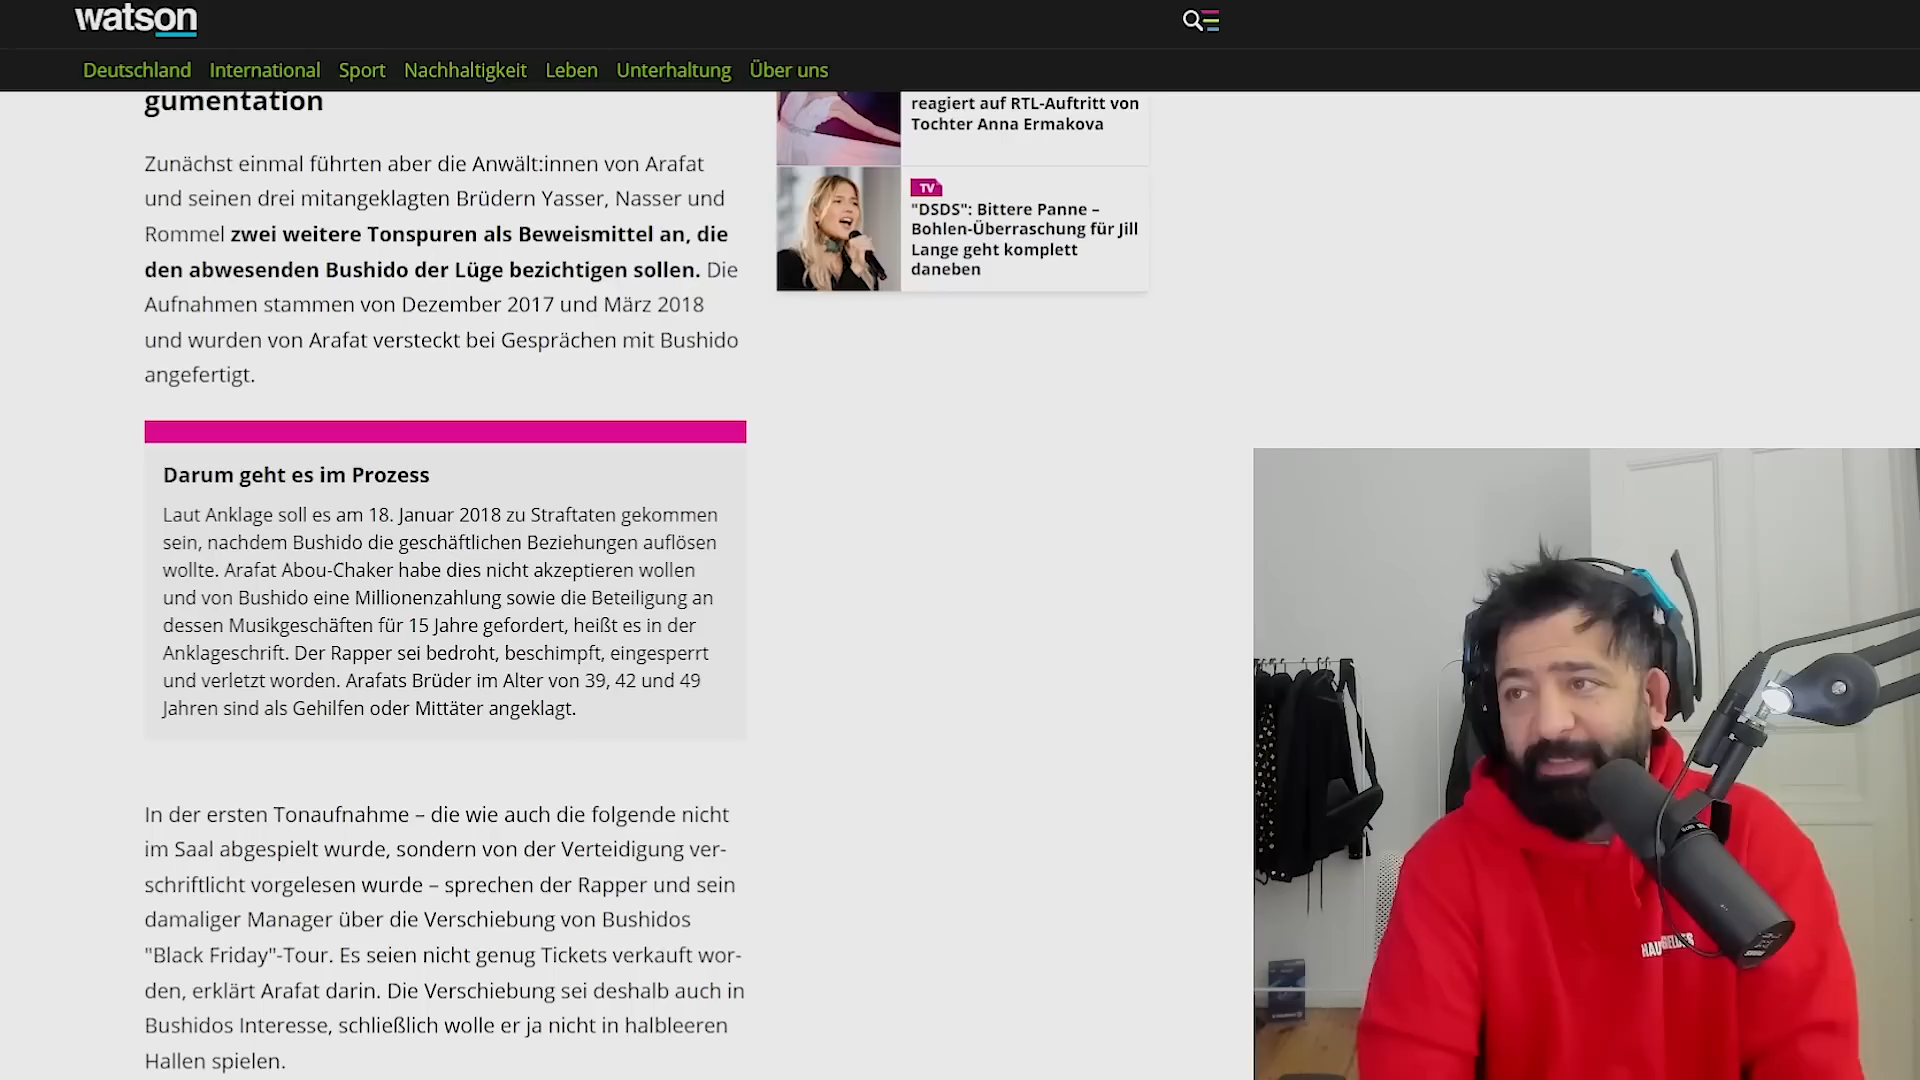 watson
Deutschland International Sport Nachhaltigkeit Leben Unterhaltung Über uns
gumentation
Zunächst einmal führten aber die Anwält:innen von Arafat
und seinen drei mitangeklagten Brüdern Yasser, Nasser und
Rommel zwei weitere Tonspuren als Beweismittel an, die
den abwesenden Bushido der Lüge bezichtigen sollen. Die
Aufnahmen stammen von Dezember 2017 und März 2018
und wurden von Arafat versteckt bei Gesprächen mit Bushido
angefertigt.
Darum geht es im Prozess
Laut Anklage soll es am 18. Januar 2018 zu Straftaten gekommen
sein, nachdem Bushido die geschäftlichen Beziehungen auflösen
wollte. Arafat Abou-Chaker habe dies nicht akzeptieren wollen
und von Bushido eine Millionenzahlung sowie die Beteiligung an
dessen Musikgeschäften für 15 Jahre gefordert, heißt es in der
Anklageschrift. Der Rapper sei bedroht, beschimpft, eingesperrt
und verletzt worden. Arafats Brüder im Alter von 39, 42 und 49
Jahren sind als Gehilfen oder Mittäter angeklagt.
In der ersten Tonaufnahme – die wie auch die folgende nicht
im Saal abgespielt wurde, sondern von der Verteidigung ver-
schriftlicht vorgelesen wurde – sprechen der Rapper und sein
damaliger Manager über die Verschiebung von Bushidos
"Black Friday"-Tour. Es seien nicht genug Tickets verkauft wor-
den, erklärt Arafat darin. Die Verschiebung sei deshalb auch in
Bushidos Interesse, schließlich wolle er ja nicht in halbleeren
Hallen spielen.
reagiert auf RTL-Auftritt von
Tochter Anna Ermakova
TV
"DSDS": Bittere Panne –
Bohlen-Überraschung für Jill
Lange geht komplett
daneben